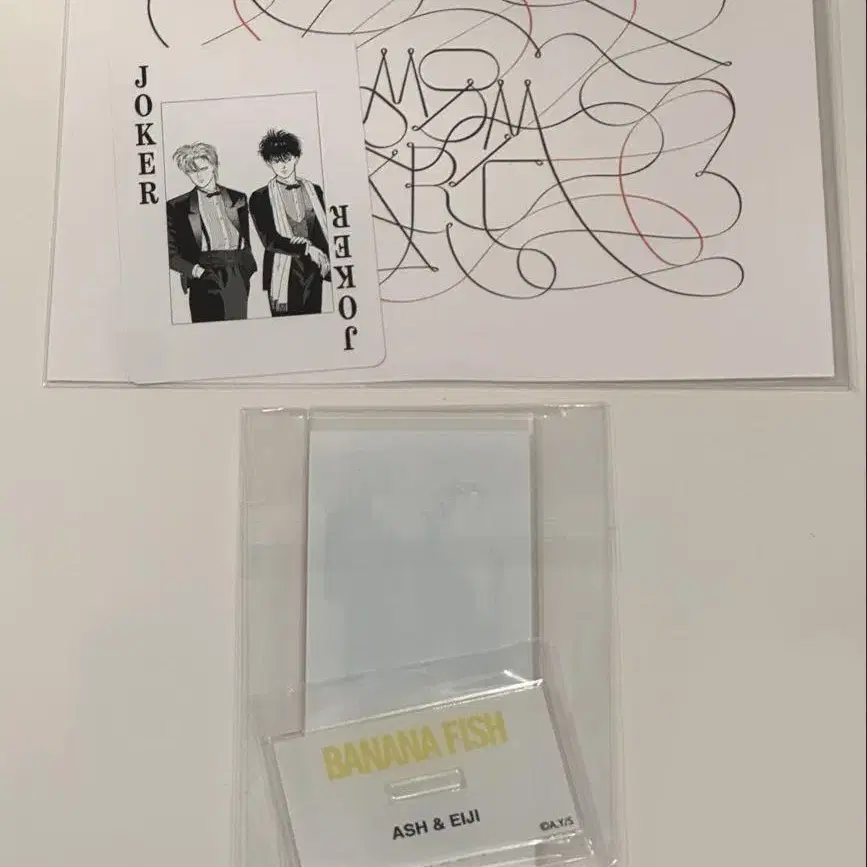 JOKER
JOKER
BANANA FISH
ASH & EIJI
©A.Y/S